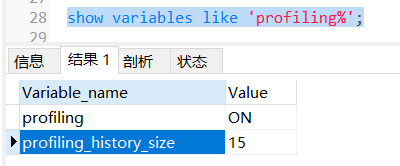 28 show variables like 'profiling%';
29
信息 结果 1 剖析 状态
Variable_name Value
profiling ON
profiling_history_size 15